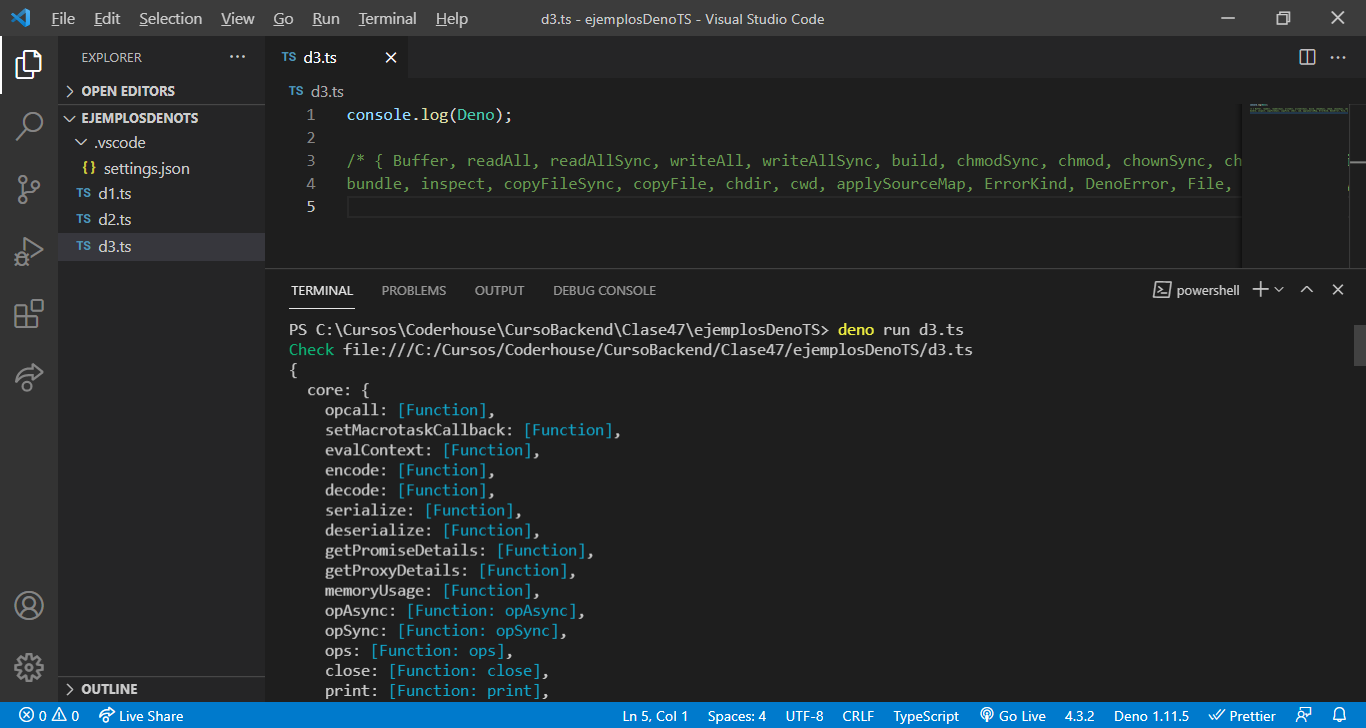 File Edit Selection View Go Run Terminal Help d3.ts - ejemplosDenoTS - Visual Studio Code
EXPLORER
OPEN EDITORS
EJEMPLOSDENOTS
.vscode
{} settings.json
TS d1.ts
TS d2.ts
TS d3.ts
OUTLINE
TS d3.ts
TS d3.ts
1 console.log(Deno);
2
3 /* { Buffer, readAll, readAllSync, writeAll, writeAllSync, build, chmodSync, chmod, chownSync, ch
4 bundle, inspect, copyFileSync, copyFile, chdir, cwd, applySourceMap, ErrorKind, DenoError, File,
5
TERMINAL PROBLEMS OUTPUT DEBUG CONSOLE powershell
PS C:\Cursos\Coderhouse\CursoBackend\Clase47\ejemplosDenoTS> deno run d3.ts
Check file:///C:/Cursos/Coderhouse/CursoBackend/Clase47/ejemplosDenoTS/d3.ts
{
core: {
opcall: [Function],
setMacrotaskCallback: [Function],
evalContext: [Function],
encode: [Function],
decode: [Function],
serialize: [Function],
deserialize: [Function],
getPromiseDetails: [Function],
getProxyDetails: [Function],
memoryUsage: [Function],
opAsync: [Function: opAsync],
opSync: [Function: opSync],
ops: [Function: ops],
close: [Function: close],
print: [Function: print],
0 0 Live Share Ln 5, Col 1 Spaces: 4 UTF-8 CRLF TypeScript Go Live 4.3.2 Deno 1.11.5 Prettier